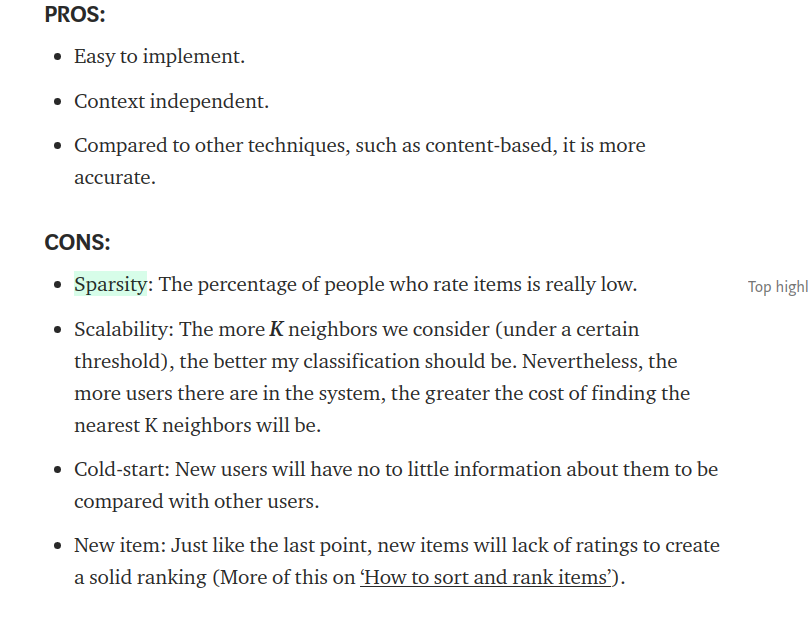 PROS:
Easy to implement.
Context independent.
Compared to other techniques, such as content-based, it is more
accurate.
CONS:
Sparsity: The percentage of people who rate items is really low.
Top highl
Scalability: The more K neighbors we consider (under a certain
threshold), the better my classification should be. Nevertheless, the
more users there are in the system, the greater the cost of finding the
nearest K neighbors will be.
Cold-start: New users will have no to little information about them to be
compared with other users.
New item: Just like the last point, new items will lack of ratings to create
a solid ranking (More of this on ‘How to sort and rank items’).